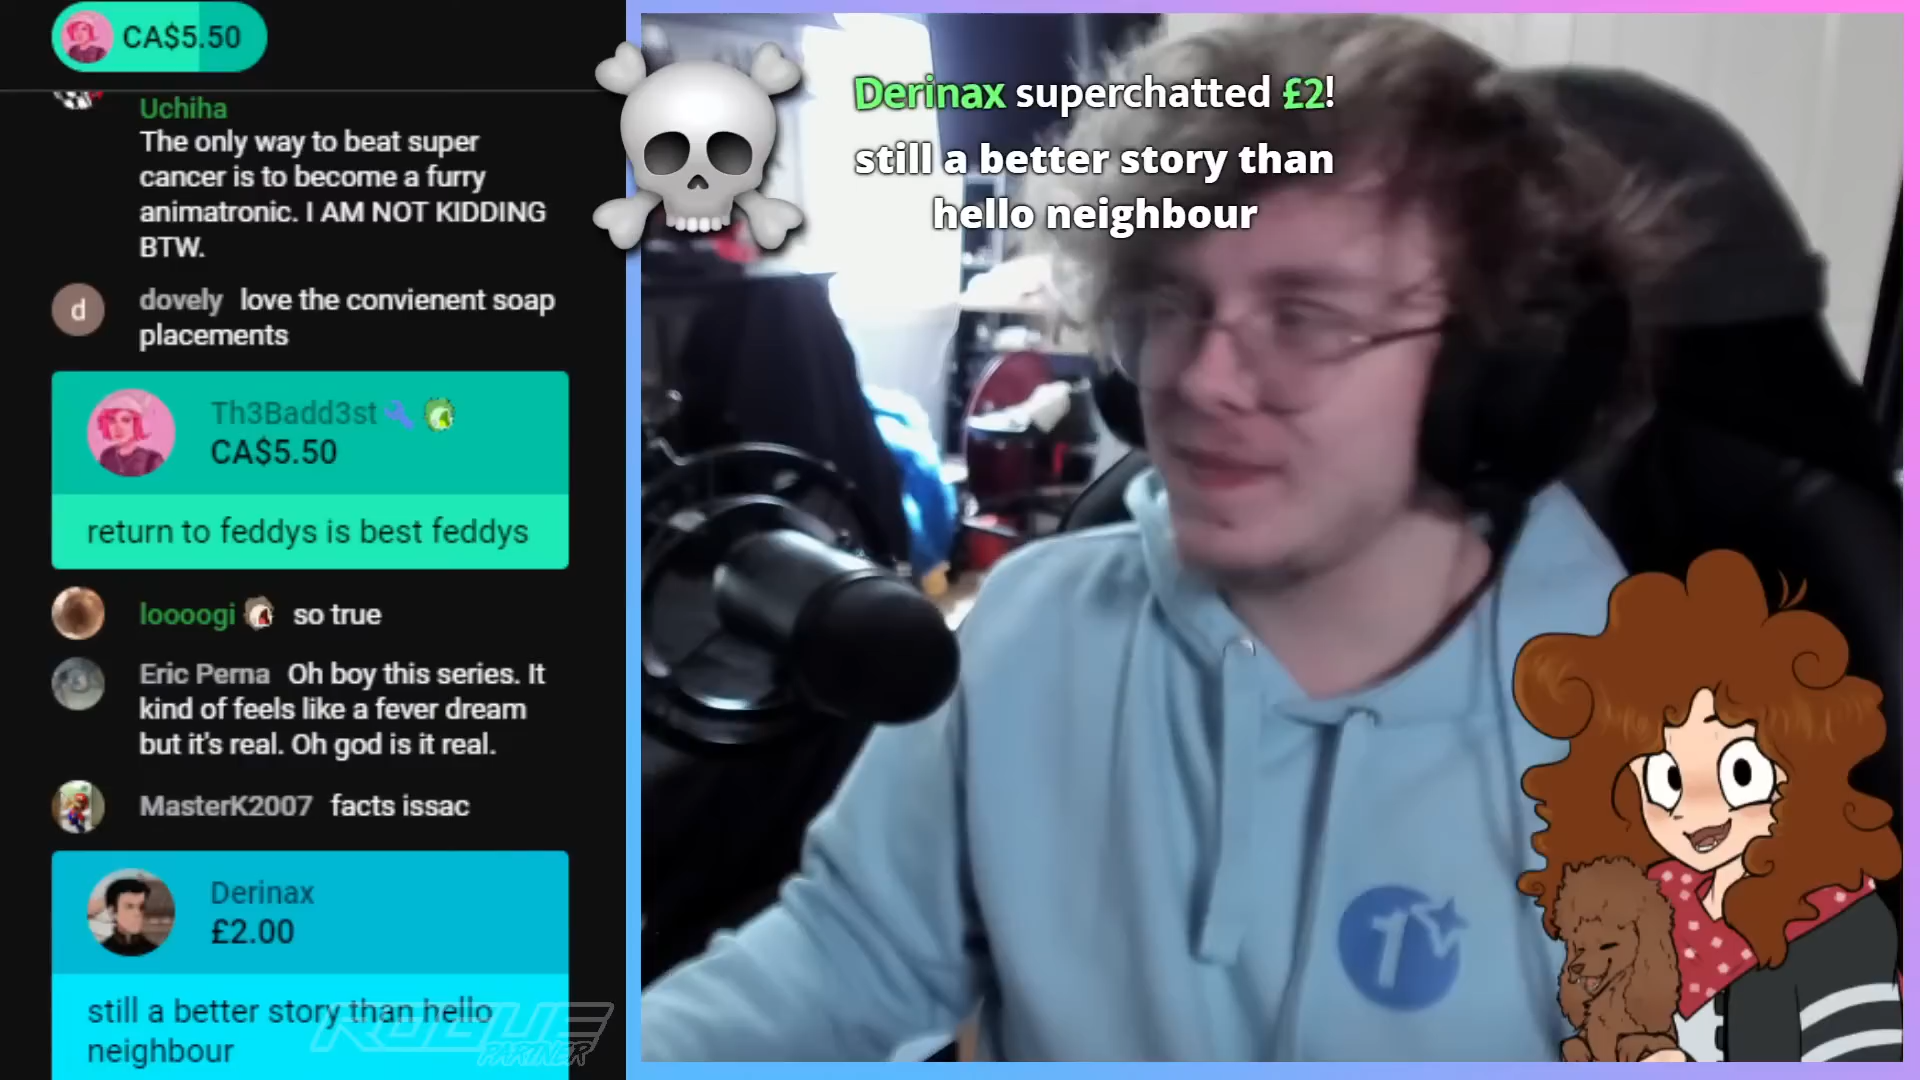 CA$5.50
Uchiha
The only way to beat super
cancer is to become a furry
animatronic. I AM NOT KIDDING
BTW.
d
dovely love the convienent soap
placements
Th3Badd3st
CA$5.50
return to feddys is best feddys
loooogi so true
Eric Perna Oh boy this series. It
kind of feels like a fever dream
but it's real. Oh god is it real.
MasterK2007 facts issac
Derinax
£2.00
still a better story than hello
neighbour
ROGUE
PARTNER
Derinax superchatted £2!
still a better story than
hello neighbour
1